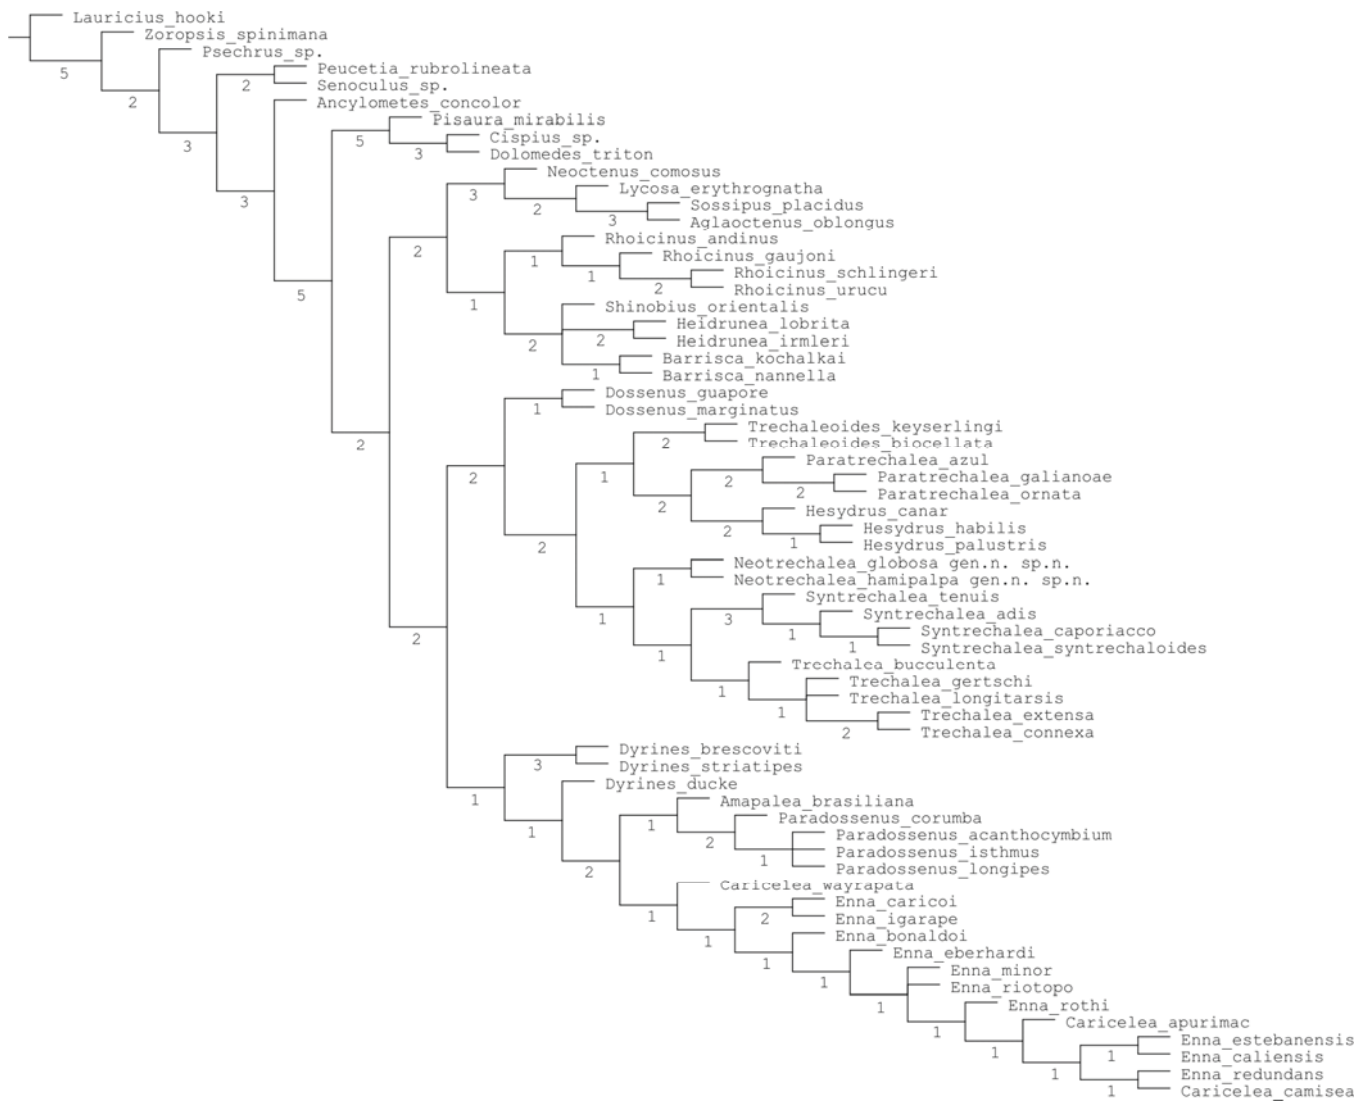 Lauricius_hooki
Zoropsis_spinimana
Psechrus_sp.
5
Peucetia_rubrolineata
2
Senoculus_sp.
2
Ancylometes_concolor
Pisaura_mirabilis
5
Cispius_sp.
3
3
Dolomedes_triton
Neoctenus_comosus
3
Lycosa_erythrognatha
3
2
Sossipus_placidus
3
Aglaoctenus_oblongus
Rhoicinus_andinus
2
Rhoicinus_gaujoni
1
1
Rhoicinus_schlingeri
2
Rhoicinus_urucu
5
1
Shinobius_orientalis
Heidrunea_lobrita
2
2
Heidrunea_irmleri
Barrisca_kochalkai
1
Barrisca_nannella
Dossenus_guapore
1
Dossenus_marginatus
Trechaleoides_keyserlingi
2
2
Trechaleoides_biocellata
Paratrechalea_azul
2
1
2
Paratrechalea_galianoae
2
Paratrechalea_ornata
2
Hesydrus_canar
2
Hesydrus_habilis
2
1
Hesydrus_palustris
Neotrechalea_globosa gen.n. sp.n.
1
Neotrechalea_hamipalpa gen.n. sp.n.
Syntrechalea_tenuis
1
3
Syntrechalea_adis
1
Syntrechalea_caporiacco
2
1
1
Syntrechalea_syntrechaloides
Trechalea_bucculenta
Trechalea_gertschi
1
Trechalea_longitarsis
1
Trechalea_extensa
2
Trechalea_connexa
Dyrines_brescoviti
3
Dyrines_striatipes
Dyrines_ducke
1
Amapalea_brasiliana
1
1
Paradossenus_corumba
2
Paradossenus_acanthocymbium
1
Paradossenus_isthmus
2
Paradossenus_longipes
Caricelea_wayrapata
Enna_caricoi
1
2
Enna_igarape
1
Enna_bonaldoi
1
Enna_eberhardi
1
Enna_minor
Enna_riotopo
1
Enna_rothi
1
Caricelea_apurimac
1
Enna_estebanensis
1
Enna_caliensis
1
Enna_redundans
1
Caricelea_camisea